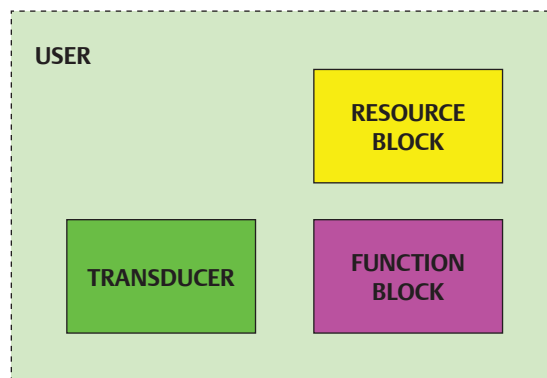 USER
RESOURCE
BLOCK
TRANSDUCER
FUNCTION
BLOCK